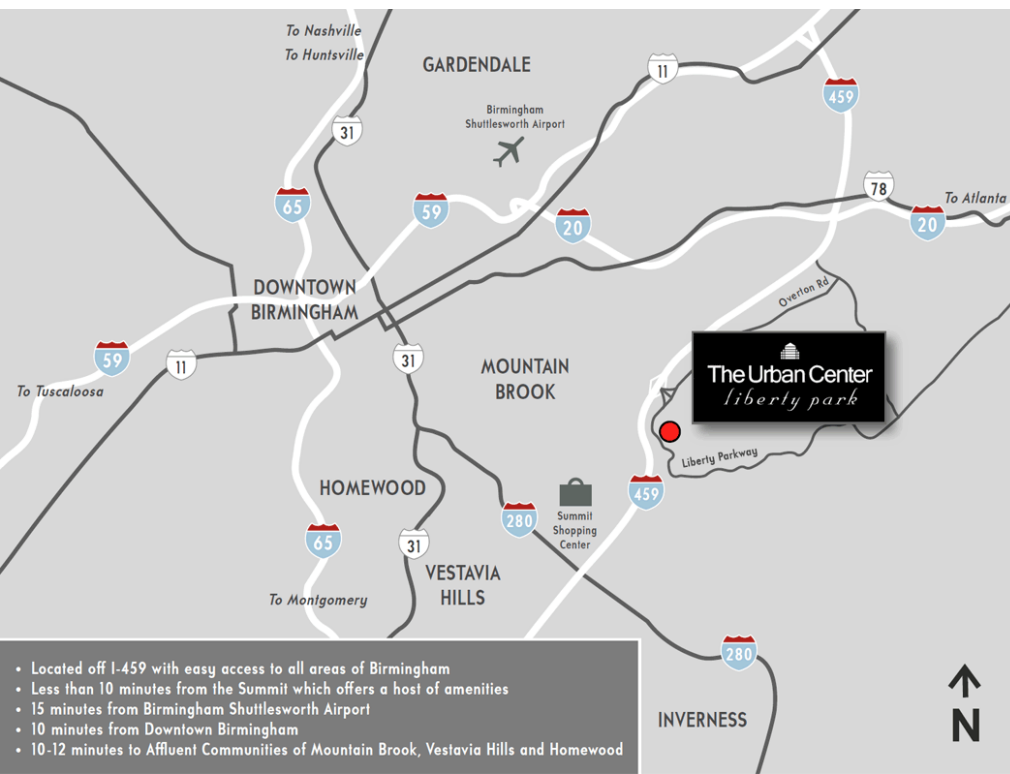 To Nashville
To Huntsville
GARDENDALE
11
459
Birmingham
Shuttlesworth Airport
31
78
65
59
20
To Atlanta
20
DOWNTOWN
BIRMINGHAM
Overton Rd
59
11
31
MOUNTAIN
BROOK
The Urban Center
liberty park
To Tuscaloosa
Liberty Parkway
HOMEWOOD
459
280
Summit
Shopping
Center
65
31
VESTAVIA
HILLS
To Montgomery
280
INVERNESS
N
• Located off I-459 with easy access to all areas of Birmingham
• Less than 10 minutes from the Summit which offers a host of amenities
• 15 minutes from Birmingham Shuttlesworth Airport
• 10 minutes from Downtown Birmingham
• 10-12 minutes to Affluent Communities of Mountain Brook, Vestavia Hills and Homewood